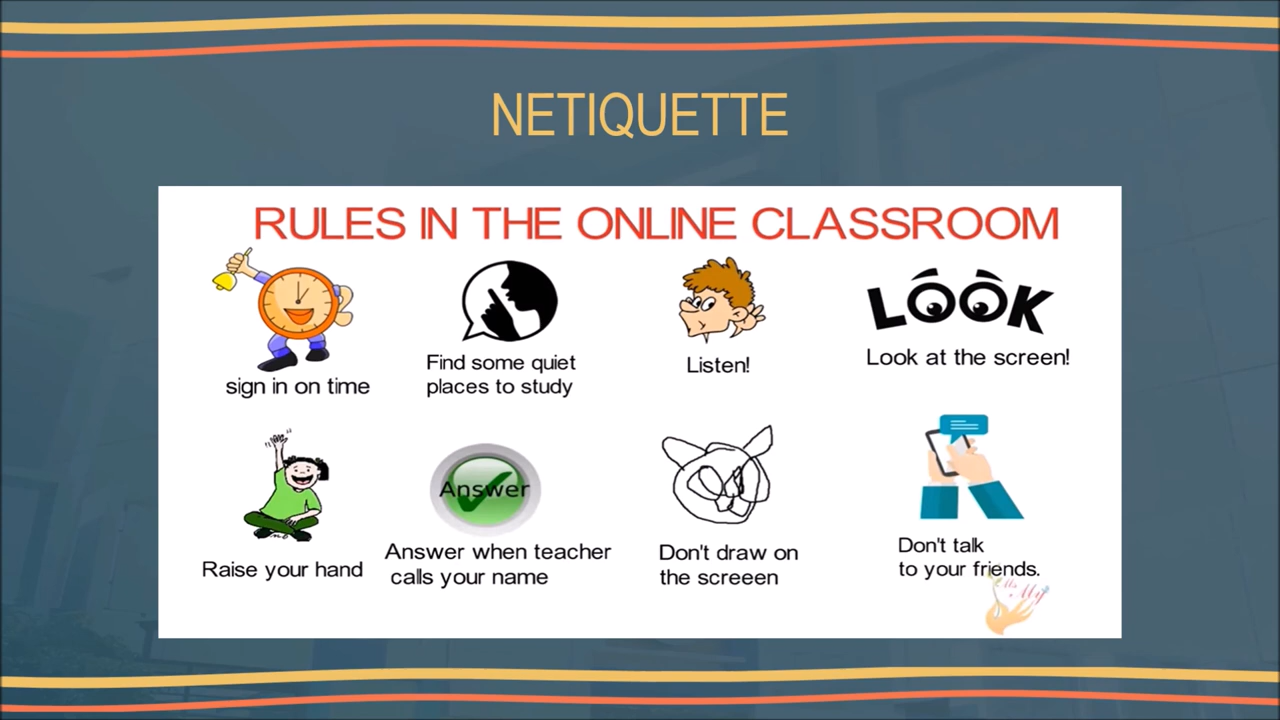 NETIQUETTE
RULES IN THE ONLINE CLASSROOM
sign in on time
Find some quiet
places to study
Listen!
LOOK
Look at the screen!
Raise your hand
Answer
Answer when teacher
calls your name
Don't draw on
the screeen
Don't talk
to your friends.
Ms My